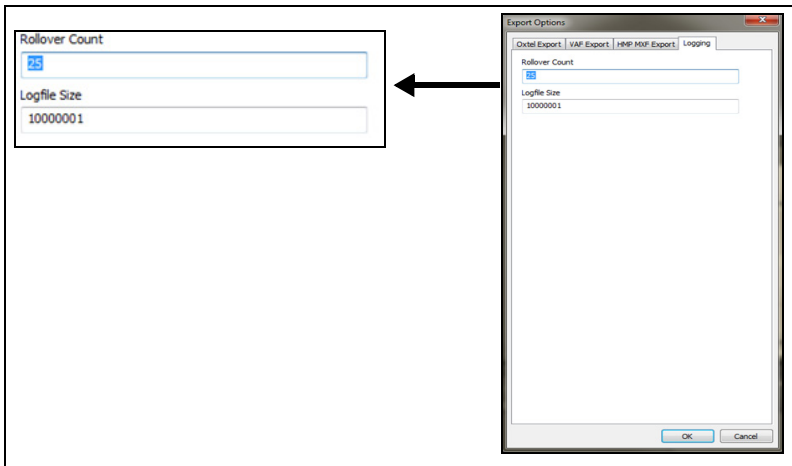 Rollover Count
25
Logfile Size
10000001
Export Options
Oxtel Export VAF Export HMP MXF Export Logging
Rollover Count
25
Logfile Size
10000001
OK Cancel